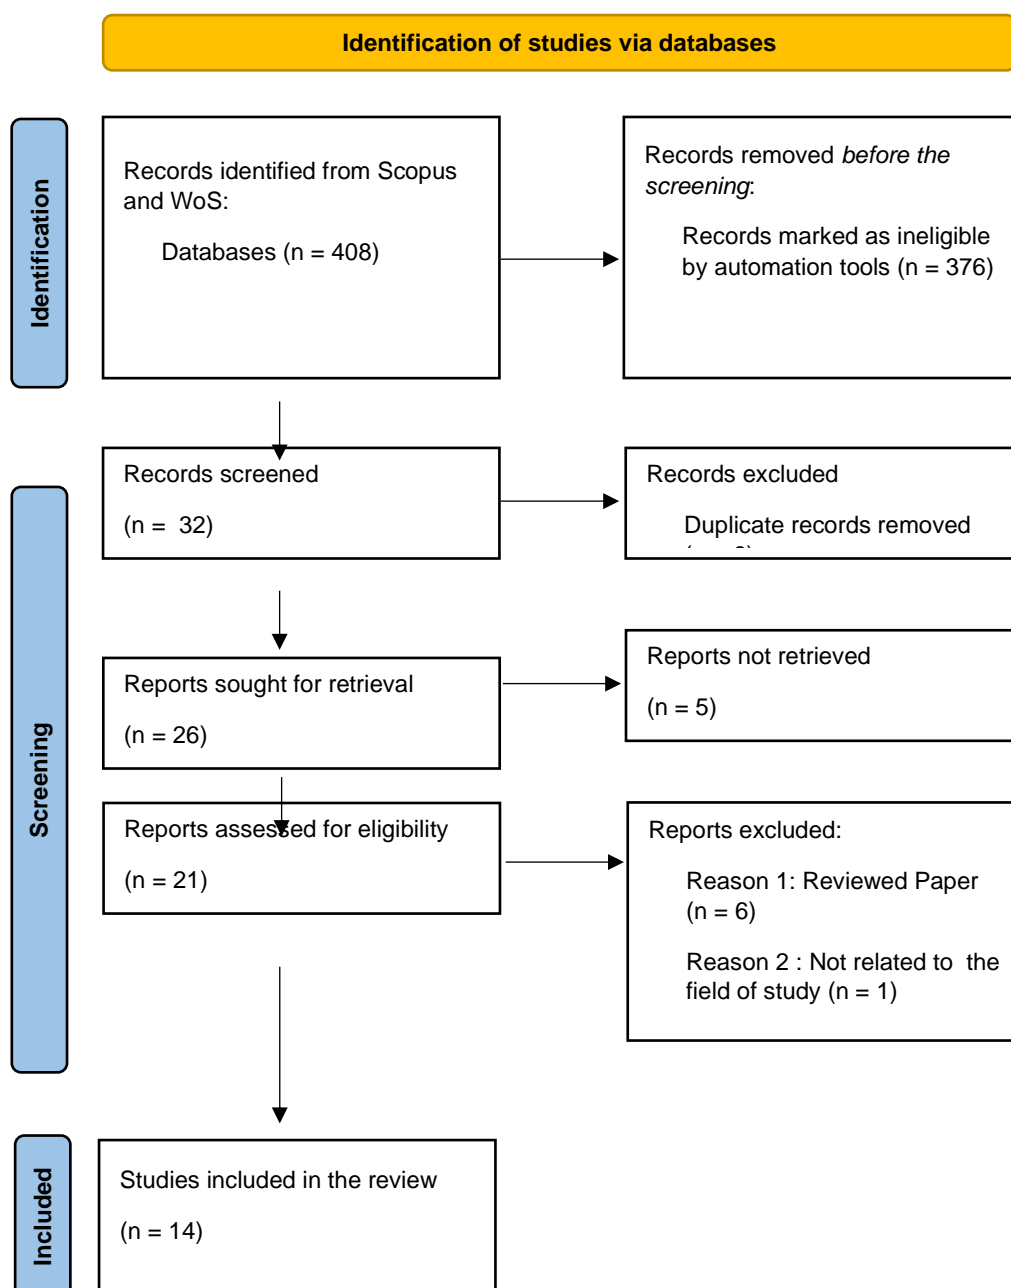 Identification of studies via databases
Identification
Records identified from Scopus
and WoS:
Databases (n = 408)
Records removed before the
screening:
Records marked as ineligible
by automation tools (n = 376)
Screening
Records screened
(n =  32)
Records excluded
Duplicate records removed
Reports sought for retrieval
(n = 26)
Reports not retrieved
(n = 5)
Reports assessed for eligibility
(n = 21)
Reports excluded:
Reason 1: Reviewed Paper
(n = 6)
Reason 2 : Not related to  the
field of study (n = 1)
Included
Studies included in the review
(n = 14)